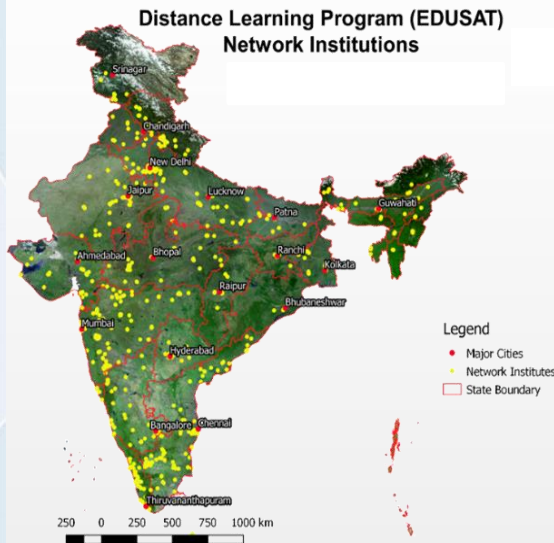 Distance Learning Program (EDUSAT)
Network Institutions
Srinagar
Chandigarh
New Delhi
Jaipur
Lucknow
Patna
Guwahati
Ahmedabad
Bhopal
Ranchi
Kolkata
Raipur
Bhubaneshwar
Mumbai
Hyderabad
Legend
Major Cities
Network Institutes
State Boundary
Bangalore
Chennai
Thiruvananthapuram
250 0 250 500 750 1000 km